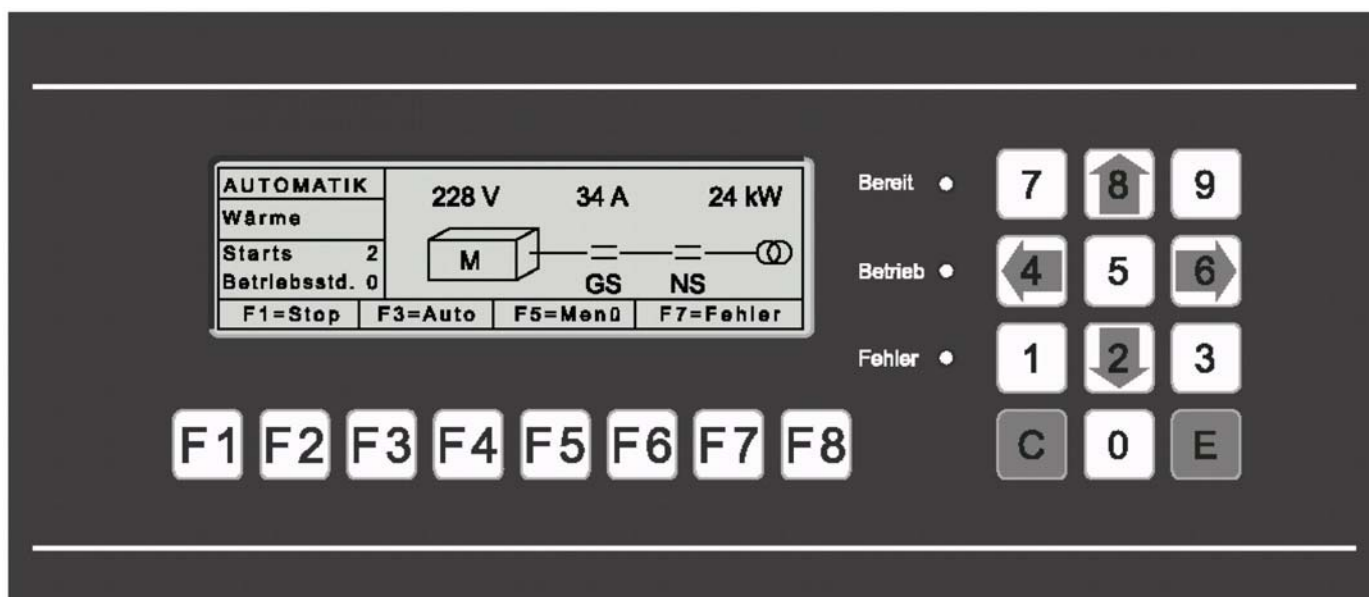 AUTOMATIK
Wärme
Starts 2
Betriebsstd. 0
228 V 34 A 24 kW
M
GS NS
F1=Stop F3=Auto F5=Menü F7=Fehler
Bereit
Betrieb
Fehler
7 8 9
4 5 6
1 2 3
C 0 E
F1 F2 F3 F4 F5 F6 F7 F8